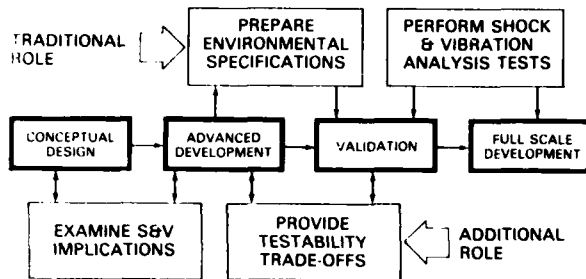 TRADITIONAL
ROLE
PREPARE
ENVIRONMENTAL
SPECIFICATIONS
PERFORM SHOCK
& VIBRATION
ANALYSIS TESTS
CONCEPTUAL
DESIGN
ADVANCED
DEVELOPMENT
VALIDATION
FULL SCALE
DEVELOPMENT
EXAMINE S&V
IMPLICATIONS
PROVIDE
TESTABILITY
TRADE-OFFS
ADDITIONAL
ROLE